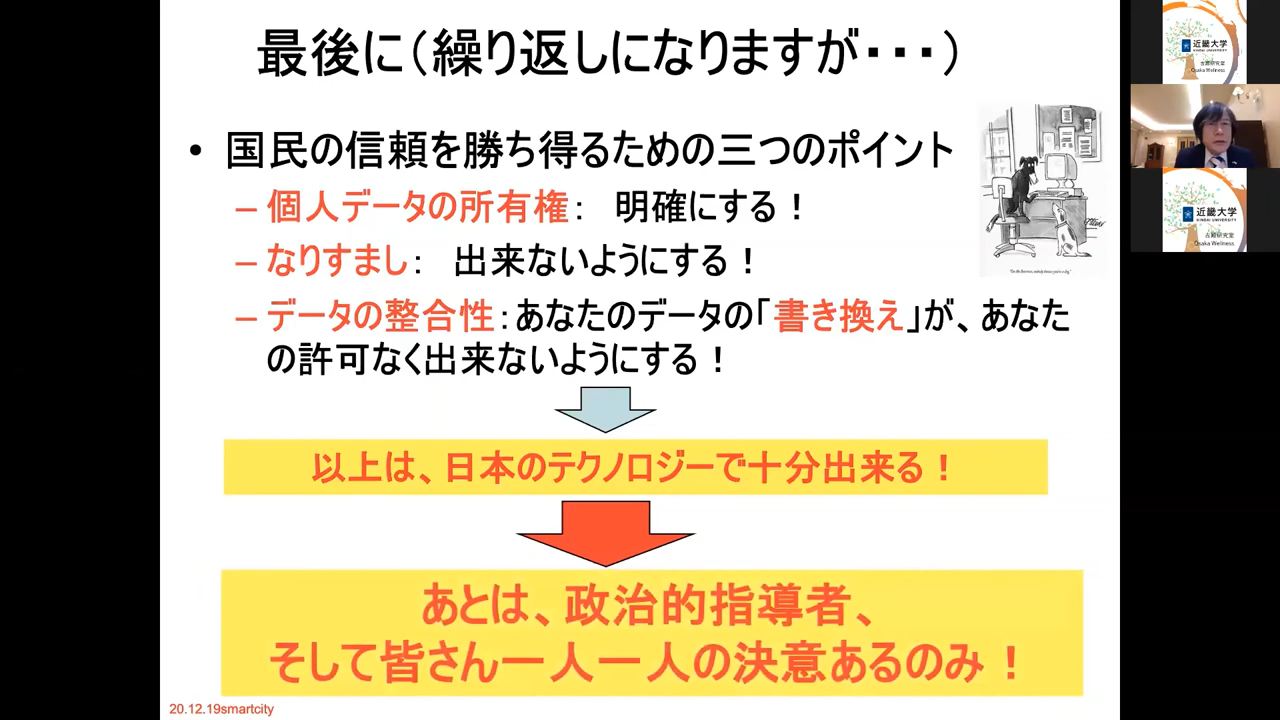 最後に(繰り返しになりますが・・・)
• 国民の信頼を勝ち得るための三つのポイント
– 個人データの所有権: 明確にする!
– なりすまし: 出来ないようにする!
– データの整合性:あなたのデータの「書き換え」が、あなた
の許可なく出来ないようにする!
以上は、日本のテクノロジーで十分出来る!
あとは、政治的指導者、
そして皆さん一人一人の決意あるのみ!
20.12.19smartcity
近畿大学
KINDAI UNIVERSITY
Osaka Wellness
近畿大学
KINDAI UNIVERSITY
Osaka Wellness